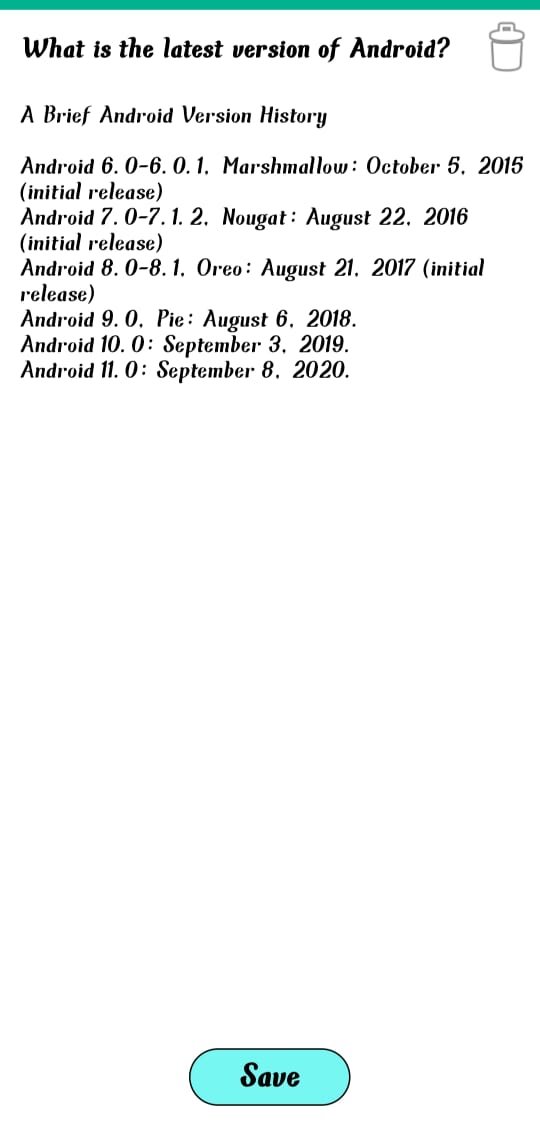 What is the latest version of Android?
A Brief Android Version History
Android 6.0-6.0.1, Marshmallow: October 5, 2015
(initial release)
Android 7.0-7.1.2, Nougat: August 22, 2016
(initial release)
Android 8.0-8.1, Oreo: August 21, 2017 (initial
release)
Android 9.0, Pie: August 6, 2018.
Android 10.0: September 3, 2019.
Android 11.0: September 8, 2020.
Save